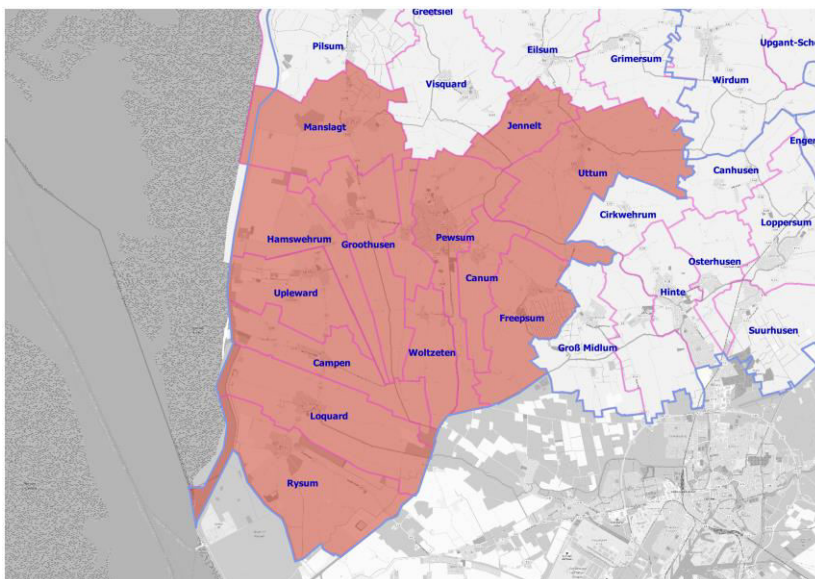 Greetsiel
Pilsum
Eilsum
Upgant-Sch
Grimersum
Visquard
Wirdum
Manslagt
Jennelt
Enger
Uttum
Canhusen
Cirkwehrum
Loppersum
Hamswehrum
Groothusen
Pewsum
Osterhusen
Canum
Upleward
Hinte
Freepsum
Suurhusen
Groß Midlum
Woltzeten
Campen
Loquard
Rysum